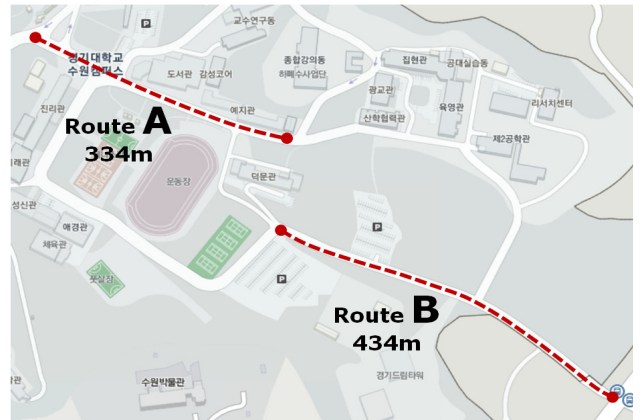 교수연구동
P
경기대학교
수원캠퍼스
종합강의동
하폐수사업단
집현관
공대실습동
도서관
감성코어
광교관
육영관
리서치센터
진리관
예지관
산학협력관
Route A
334m
제2공학관
운동장
덕문관
성신관
애경관
체육관
P
풋살장
P
Route B
434m
수원박물관
경기드림타워